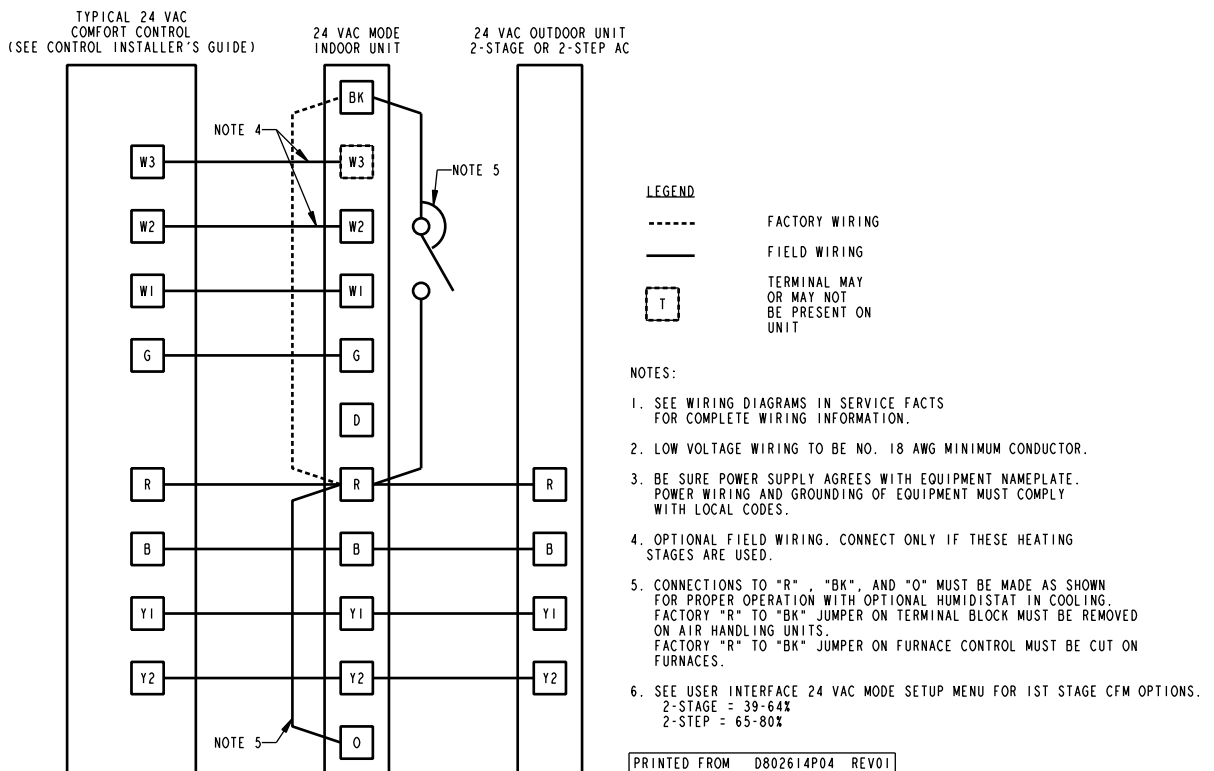 TYPICAL 24 VAC
COMFORT CONTROL
(SEE CONTROL INSTALLER'S GUIDE)
24 VAC MODE
INDOOR UNIT
24 VAC OUTDOOR UNIT
2-STAGE OR 2-STEP AC
BK
NOTE 4
W3
W3
NOTE 5
W2
W2
W1
W1
G
G
D
R
R
R
B
B
B
Y1
Y1
Y1
Y2
Y2
Y2
NOTE 5
O
LEGEND
FACTORY WIRING
FIELD WIRING
T
TERMINAL MAY
OR MAY NOT
BE PRESENT ON
UNIT
NOTES:
1. SEE WIRING DIAGRAMS IN SERVICE FACTS
FOR COMPLETE WIRING INFORMATION.
2. LOW VOLTAGE WIRING TO BE NO. 18 AWG MINIMUM CONDUCTOR.
3. BE SURE POWER SUPPLY AGREES WITH EQUIPMENT NAMEPLATE.
POWER WIRING AND GROUNDING OF EQUIPMENT MUST COMPLY
WITH LOCAL CODES.
4. OPTIONAL FIELD WIRING. CONNECT ONLY IF THESE HEATING
STAGES ARE USED.
5. CONNECTIONS TO "R" , "BK", AND "O" MUST BE MADE AS SHOWN
FOR PROPER OPERATION WITH OPTIONAL HUMIDISTAT IN COOLING.
FACTORY "R" TO "BK" JUMPER ON TERMINAL BLOCK MUST BE REMOVED
ON AIR HANDLING UNITS.
FACTORY "R" TO "BK" JUMPER ON FURNACE CONTROL MUST BE CUT ON
FURNACES.
6. SEE USER INTERFACE 24 VAC MODE SETUP MENU FOR 1ST STAGE CFM OPTIONS.
2-STAGE = 39-64%
2-STEP = 65-80%
PRINTED FROM D802614P04 REV01